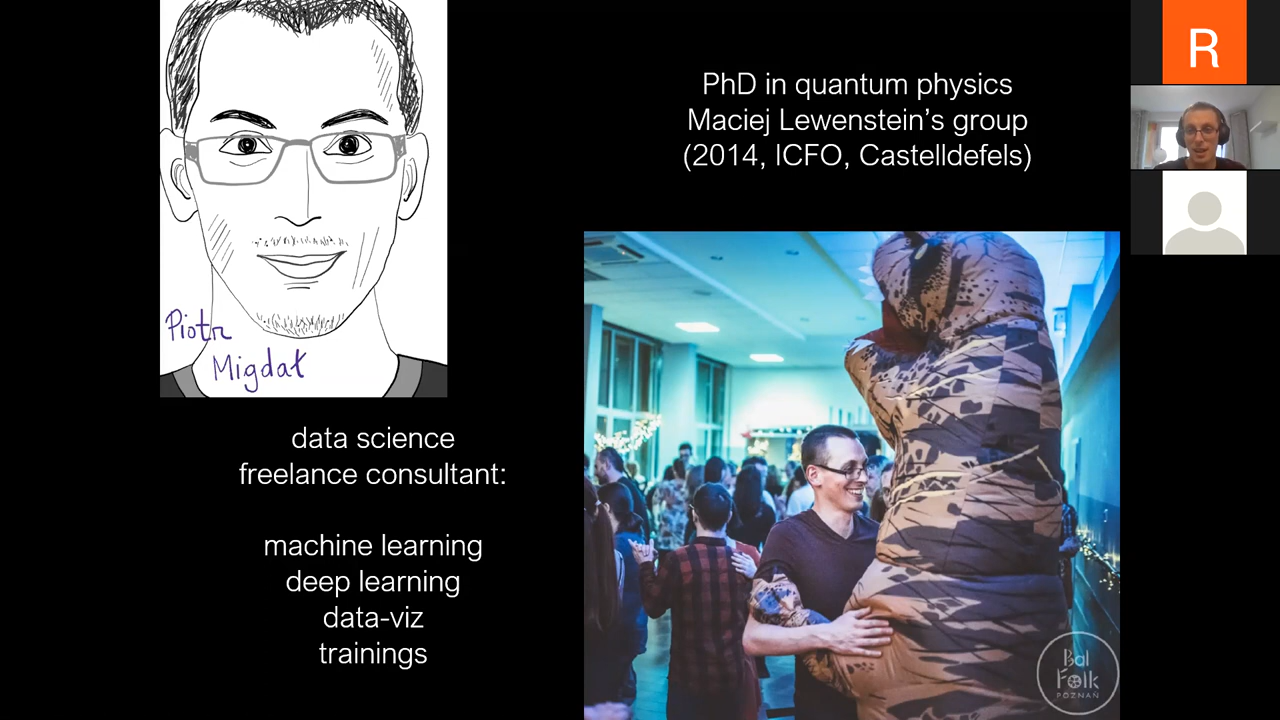 Piotr
Migdał
data science
freelance consultant:
machine learning
deep learning
data-viz
trainings
PhD in quantum physics
Maciej Lewenstein’s group
(2014, ICFO, Castelldefels)
Bal
Folk
POZNAŃ
R